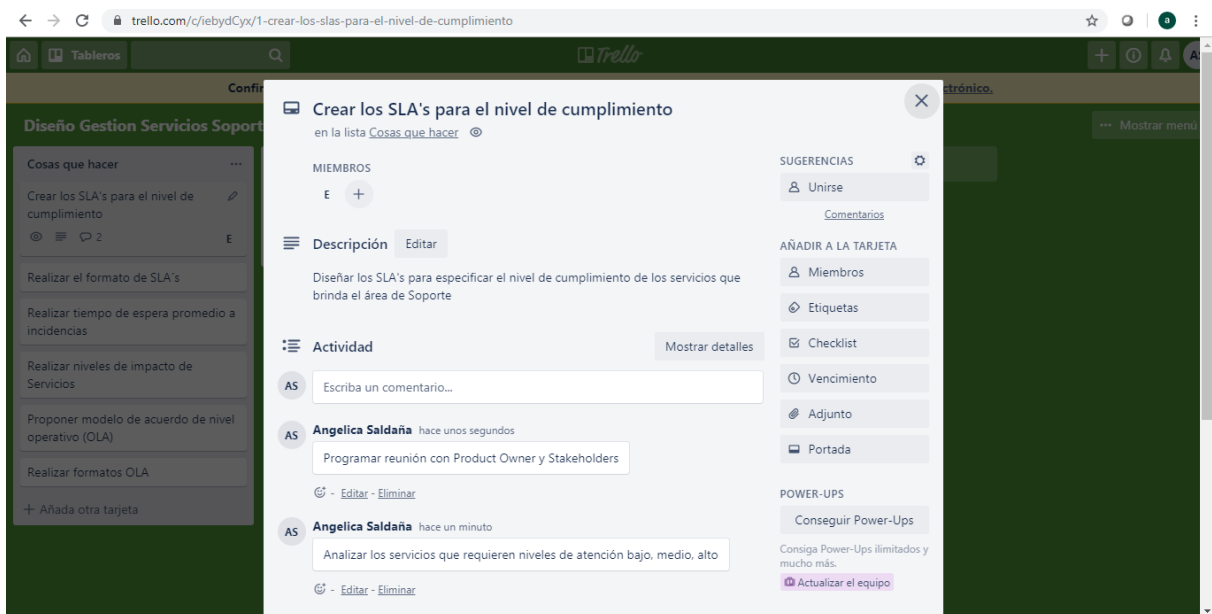 trello.com/c/iebydCyx/1-crear-los-slas-para-el-nivel-de-cumplimiento
a
Tableros
Trello
AS
Confir
ctrónico.
Diseño Gestion Servicios Soport
Mostrar menú
Cosas que hacer
Crear los SLA's para el nivel de
cumplimiento
2
E
Realizar el formato de SLA's
Realizar tiempo de espera promedio a
incidencias
Realizar niveles de impacto de
Servicios
Proponer modelo de acuerdo de nivel
operativo (OLA)
Realizar formatos OLA
+ Añada otra tarjeta
Crear los SLA's para el nivel de cumplimiento
en la lista Cosas que hacer
MIEMBROS
E +
Descripción Editar
Diseñar los SLA's para especificar el nivel de cumplimiento de los servicios que
brinda el área de Soporte
Actividad Mostrar detalles
AS Escriba un comentario...
AS Angelica Saldaña hace unos segundos
Programar reunión con Product Owner y Stakeholders
- Editar - Eliminar
AS Angelica Saldaña hace un minuto
Analizar los servicios que requieren niveles de atención bajo, medio, alto
- Editar - Eliminar
SUGERENCIAS
Unirse
Comentarios
AÑADIR A LA TARJETA
Miembros
Etiquetas
Checklist
Vencimiento
Adjunto
Portada
POWER-UPS
Conseguir Power-Ups
Consiga Power-Ups ilimitados y
mucho más.
Actualizar el equipo